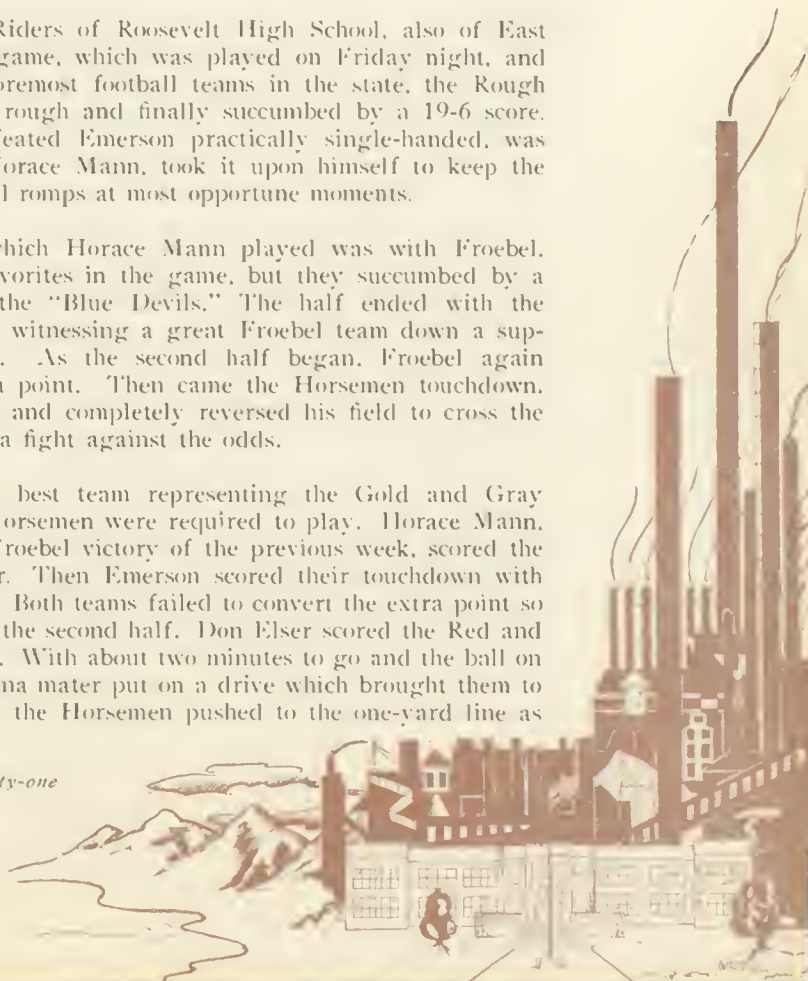 Riders of Roosevelt High School, also of East
game, which was played on Friday night, and
oremost football teams in the state, the Rough
rough and finally succumbed by a 19-6 score.
eated Emerson practically single-handed, was
orace Mann, took it upon himself to keep the
l romps at most opportune moments.
hich Horace Mann played was with Froebel.
vorites in the game, but they succumbed by a
the "Blue Devils." The half ended with the
witnessing a great Froebel team down a sup-
. As the second half began, Froebel again
a point. Then came the Horsemen touchdown.
and completely reversed his field to cross the
a fight against the odds.
best team representing the Gold and Gray
orsemen were required to play. Horace Mann,
roebel victory of the previous week, scored the
r. Then Emerson scored their touchdown with
Both teams failed to convert the extra point so
the second half. Don Elser scored the Red and
. With about two minutes to go and the ball on
ma mater put on a drive which brought them to
the Horsemen pushed to the one-yard line as
ty-one